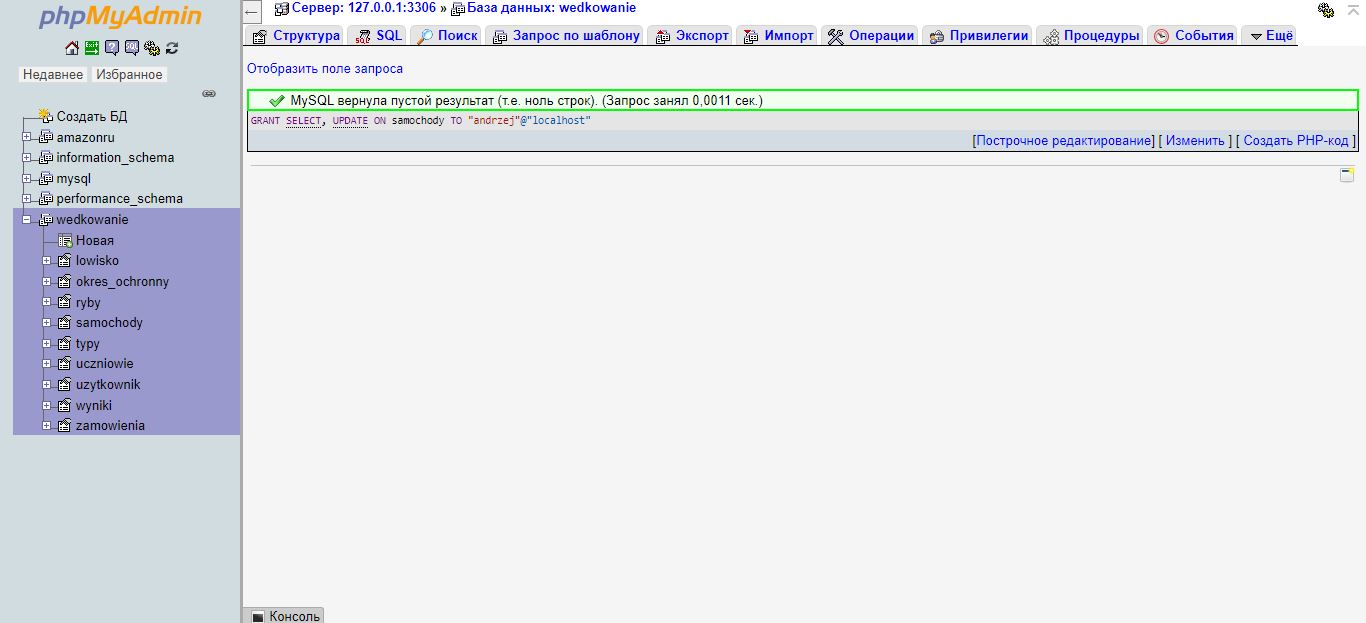 phpMyAdmin
Недавнее Избранное
Создать БД
amazonru
information_schema
mysql
performance_schema
wedkowanie
Новая
lowisko
okres_ochronny
ryby
samochody
typy
uczniowie
uzytkownik
wyniki
zamowienia
← Сервер: 127.0.0.1:3306 » База данных: wedkowanie
Структура SQL Поиск Запрос по шаблону Экспорт Импорт Операции Привилегии Процедуры События Ещё
Отобразить поле запроса
MySQL вернула пустой результат (т.е. ноль строк). (Запрос занял 0,0011 сек.)
GRANT SELECT, UPDATE ON samochody TO "andrzej"@"localhost"
[Построчное редактирование] [ Изменить ] [ Создать PHP-код ]
Консоль